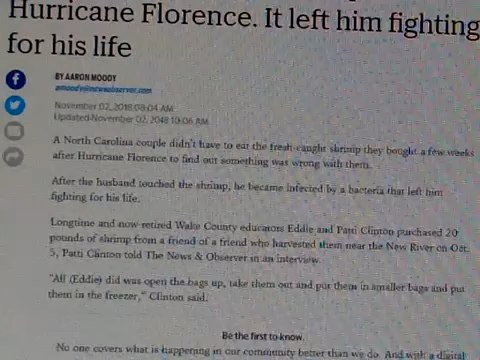 Hurricane Florence. It left him fighting
for his life
BY AARON MOODY
amoody@newsobserver.com
November 02, 2018 08:04 AM
Updated November 02, 2018 10:06 AM
A North Carolina couple didn't have to eat the fresh-caught shrimp they bought a few weeks
after Hurricane Florence to find out something was wrong with them.
After the husband touched the shrimp, he became infected by a bacteria that left him
fighting for his life.
Longtime and now-retired Wake County educators Eddie and Patti Clinton purchased 20
pounds of shrimp from a friend of a friend who harvested them near the New River on Oct.
5, Patti Clinton told The News & Observer in an interview.
"All (Eddie) did was open the bags up, take them out and put them in smaller bags and put
them in the freezer," Clinton said.
Be the first to know.
No one covers what is happening in our community better than we do. And with a digital